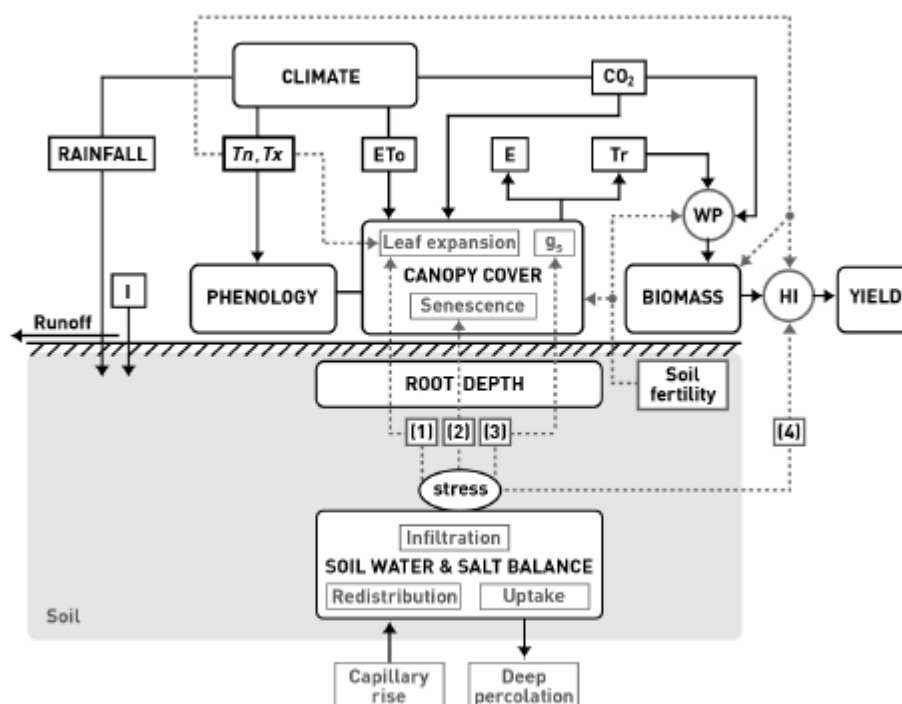 CLIMATE
CO₂
RAINFALL
Tn, Tx
ETo
E
Tr
WP
Leaf expansion
gs
CANOPY COVER
Senescence
I
PHENOLOGY
BIOMASS
HI
YIELD
Runoff
ROOT DEPTH
Soil
fertility
(1)
(2)
(3)
(4)
stress
Infiltration
SOIL WATER & SALT BALANCE
Redistribution
Uptake
Soil
Capillary
rise
Deep
percolation